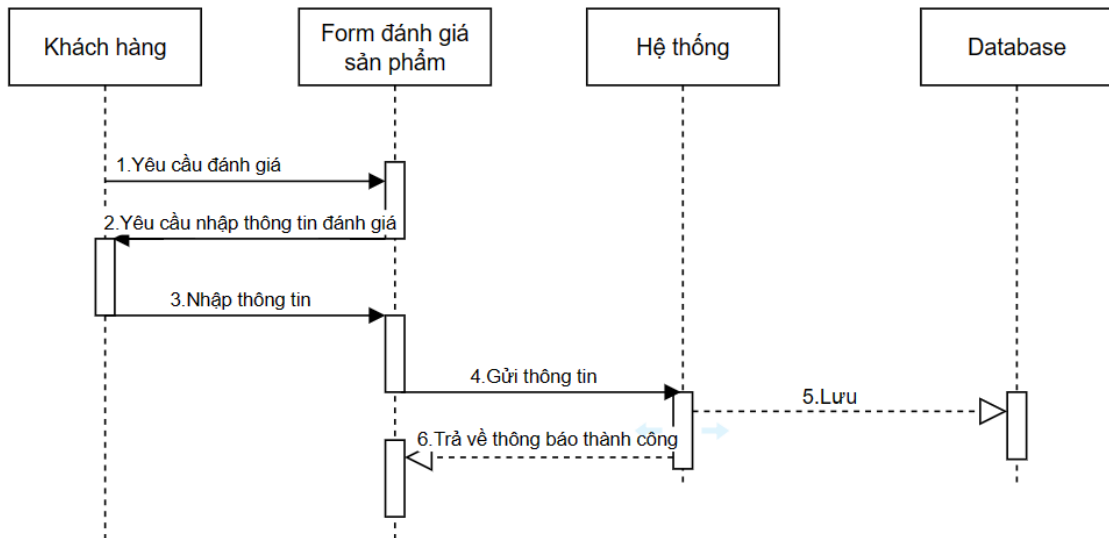 Khách hàng
Form đánh giá
sản phẩm
Hệ thống
Database
1.Yêu cầu đánh giá
2.Yêu cầu nhập thông tin đánh giá
3.Nhập thông tin
4.Gửi thông tin
5.Lưu
6.Trả về thông báo thành công